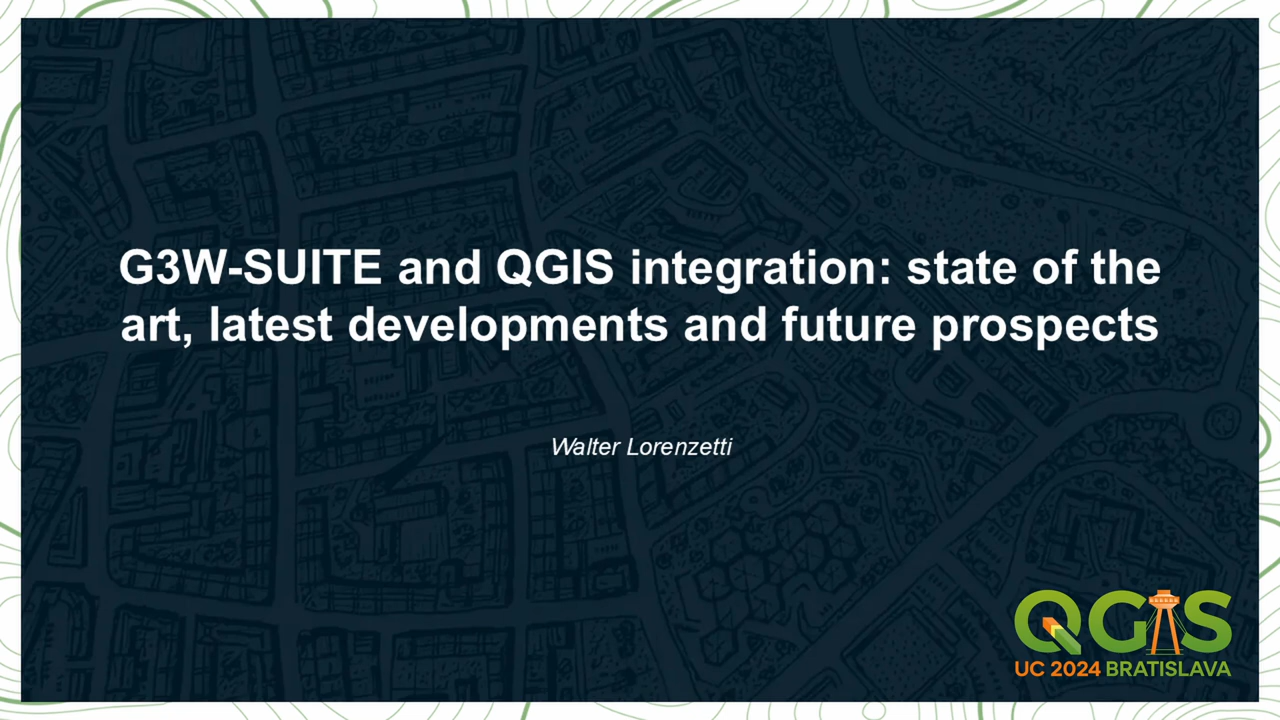 G3W-SUITE and QGIS integration: state of the
art, latest developments and future prospects
Walter Lorenzetti
QGIS
UC 2024 BRATISLAVA